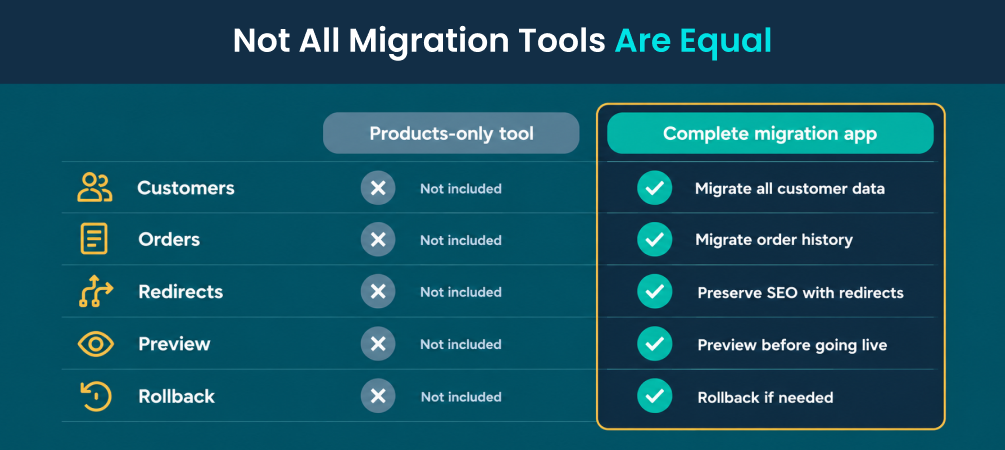 Not All Migration Tools Are Equal
Products-only tool
Complete migration app
Customers
Not included
Migrate all customer data
Orders
Not included
Migrate order history
Redirects
Not included
Preserve SEO with redirects
Preview
Not included
Preview before going live
Rollback
Not included
Rollback if needed